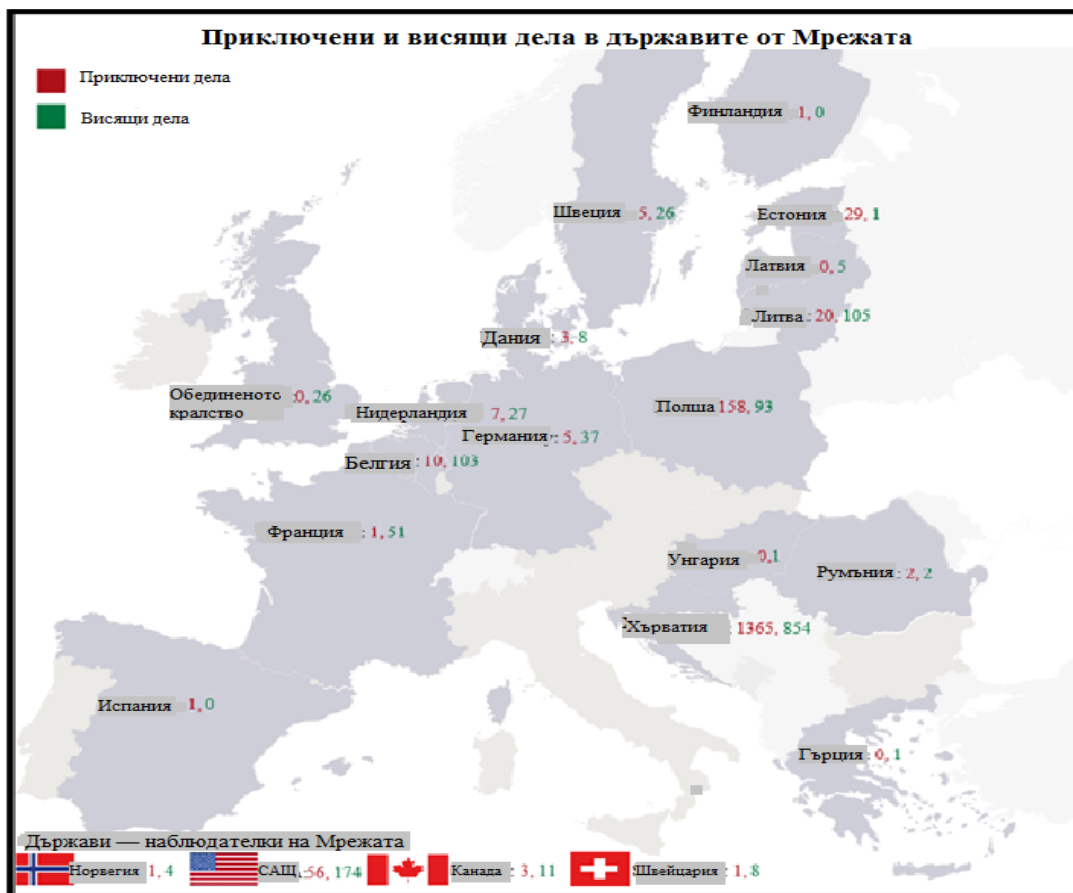 Приключени и висящи дела в държавите от Мрежата
Приключени дела
Висящи дела
Финландия 1, 0
Швеция 5, 26
Естония 29, 1
Латвия 0, 5
Литва : 20, 105
Дания : 3, 8
Обединеното кралство :0, 26
Нидерландия 7, 27
Полша 158, 93
Германия : 5, 37
Белгия : 10, 103
Франция : 1, 51
Унгария 0,1
Румъния : 2, 2
Хърватия : 1365, 854
Испания 1, 0
Гърция : 0, 1
Държави — наблюдателки на Мрежата
Норвегия 1, 4
САЩ :56, 174
Канада : 3, 11
Швейцария : 1, 8